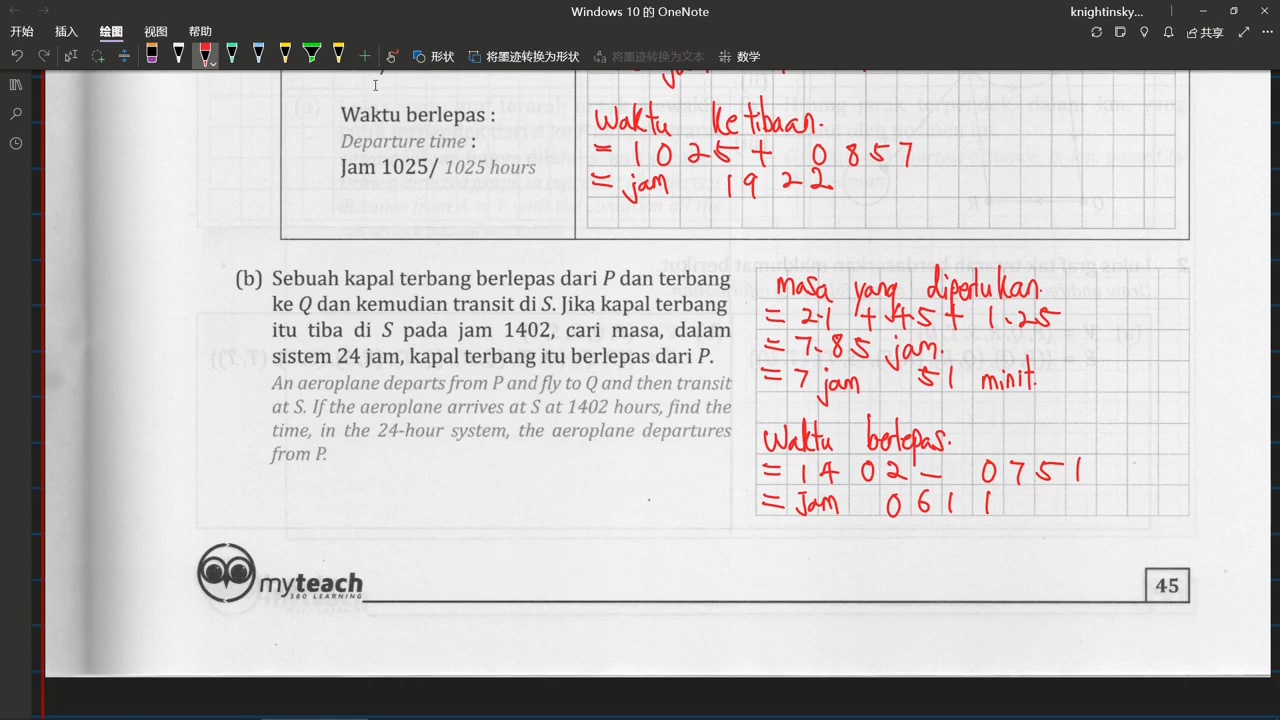 Windows 10 的 OneNote
knightinsky...
开始 插入 绘图 视图 帮助
共享
形状 将墨迹转换为形状 将墨迹转换为文本 数学
Waktu berlepas :
Departure time :
Jam 1025/ 1025 hours
Waktu ketibaan.
= 1025 + 0857
= jam 1922
(b) Sebuah kapal terbang berlepas dari P dan terbang
ke Q dan kemudian transit di S. Jika kapal terbang
itu tiba di S pada jam 1402, cari masa, dalam
sistem 24 jam, kapal terbang itu berlepas dari P.
An aeroplane departs from P and fly to Q and then transit
at S. If the aeroplane arrives at S at 1402 hours, find the
time, in the 24-hour system, the aeroplane departures
from P.
masa yang diperlukan.
= 2.1 + 4.5 + 1.25
= 7.85 jam.
= 7 jam 51 minit.
Waktu berlepas.
= 1402 - 0751
= Jam 0611
myteach
360 LEARNING
45